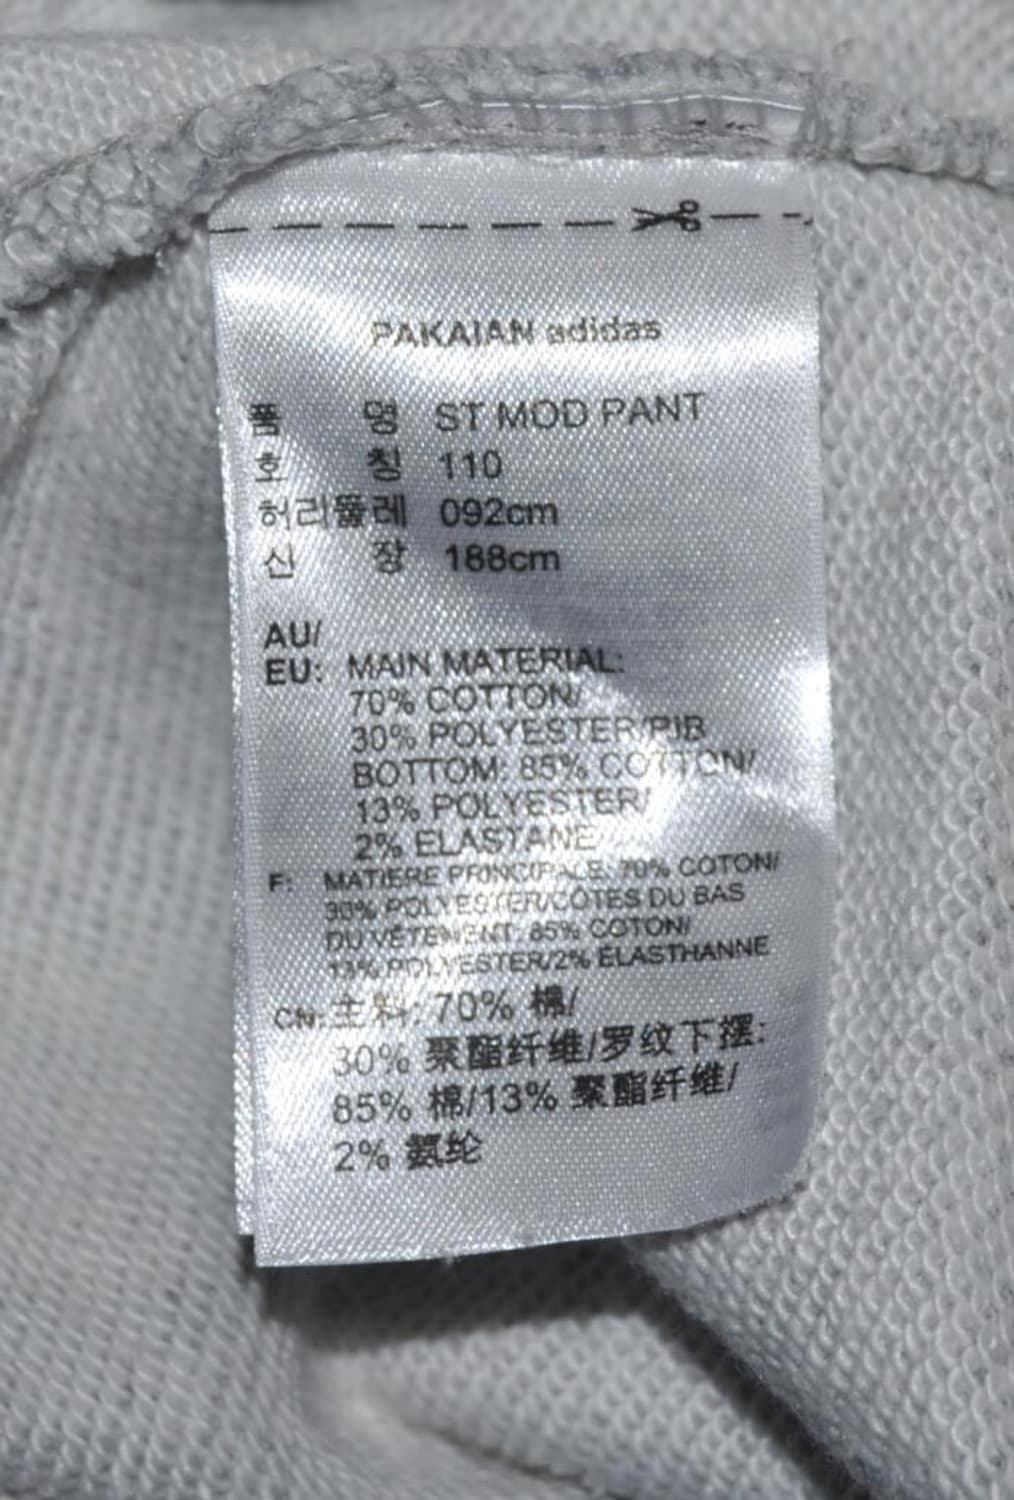 PAKAIAN adidas
품 명 ST MOD PANT
호 칭 110
허리둘레 092cm
신 장 188cm
AU/
EU: MAIN MATERIAL:
70% COTTON/
30% POLYESTER/RIB
BOTTOM: 85% COTTON/
13% POLYESTER/
2% ELASTANE
F: MATIERE PRINCIPALE: 70% COTON/
30% POLYESTER/CÔTES DU BAS
DU VÊTEMENT: 85% COTON/
13% POLYESTER/2% ELASTHANNE
CN: 主料: 70% 棉/
30% 聚酯纤维/罗纹下摆:
85% 棉/13% 聚酯纤维/
2% 氨纶